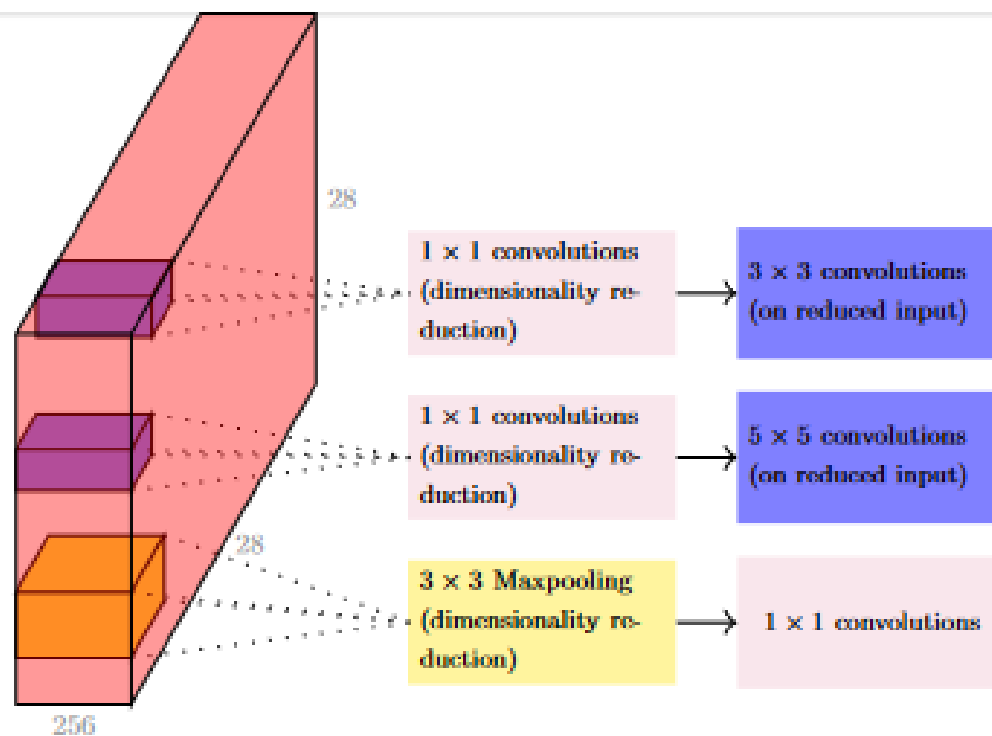 28
1 × 1 convolutions
(dimensionality re-
duction)
3 × 3 convolutions
(on reduced input)
1 × 1 convolutions
(dimensionality re-
duction)
5 × 5 convolutions
(on reduced input)
28
3 × 3 Maxpooling
(dimensionality re-
duction)
1 × 1 convolutions
256